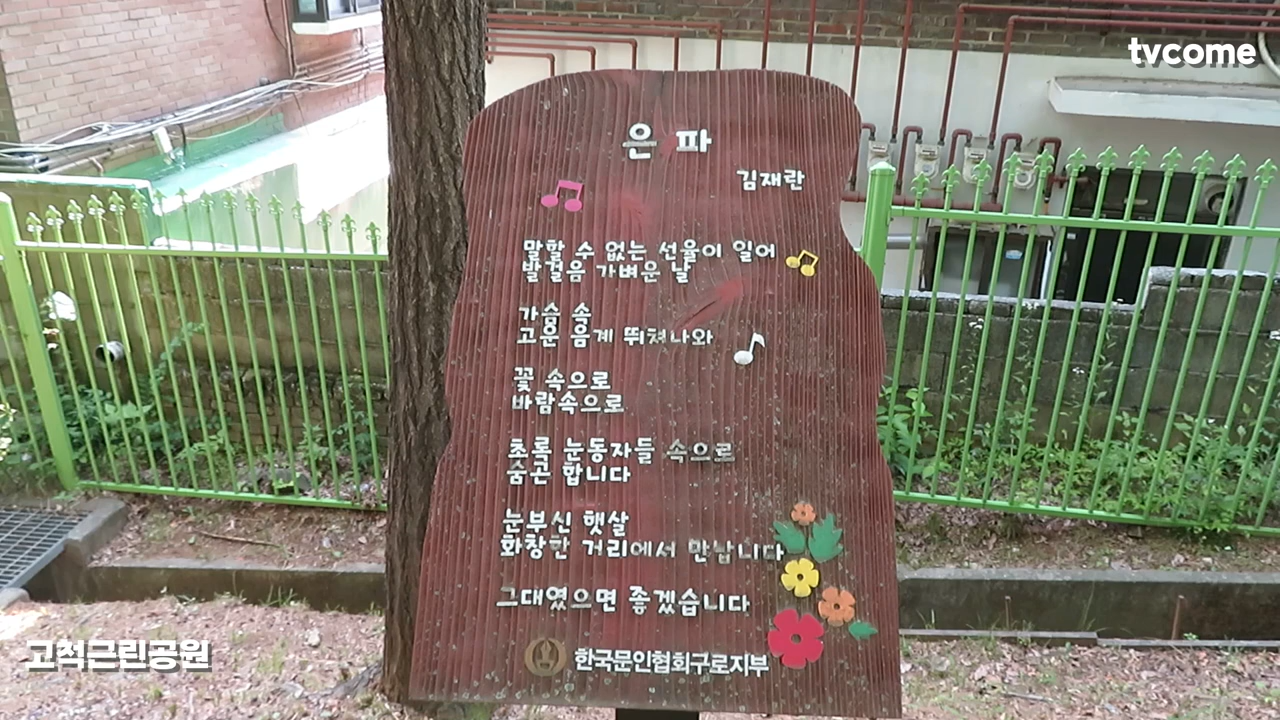 tvcome
은 파
김재란
말할 수 없는 선율이 일어
발걸음 가벼운 날
가슴 속
고운 음계 뛰쳐나와
꽃 속으로
바람속으로
초록 눈동자들 속으로
숨곤 합니다
눈부신 햇살
화창한 거리에서 만납니다
그대였으면 좋겠습니다
한국문인협회구로지부
고척근린공원